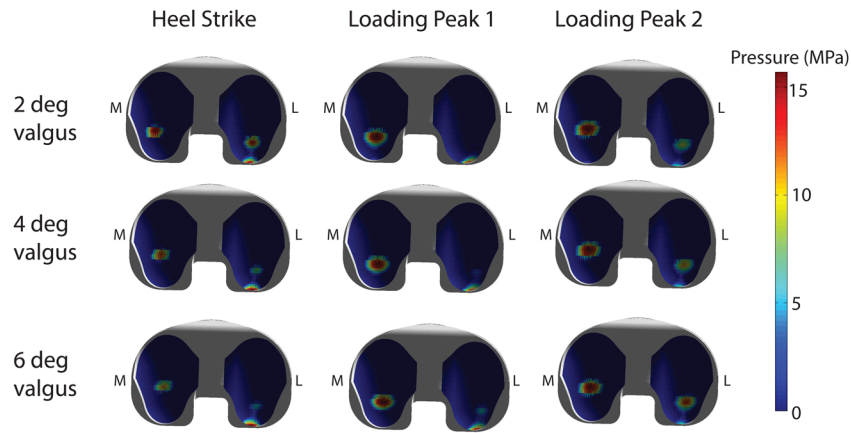 Heel Strike Loading Peak 1 Loading Peak 2
Pressure (MPa)
2 deg
valgus
M L
4 deg
valgus
M L
6 deg
valgus
M L
15
10
5
0